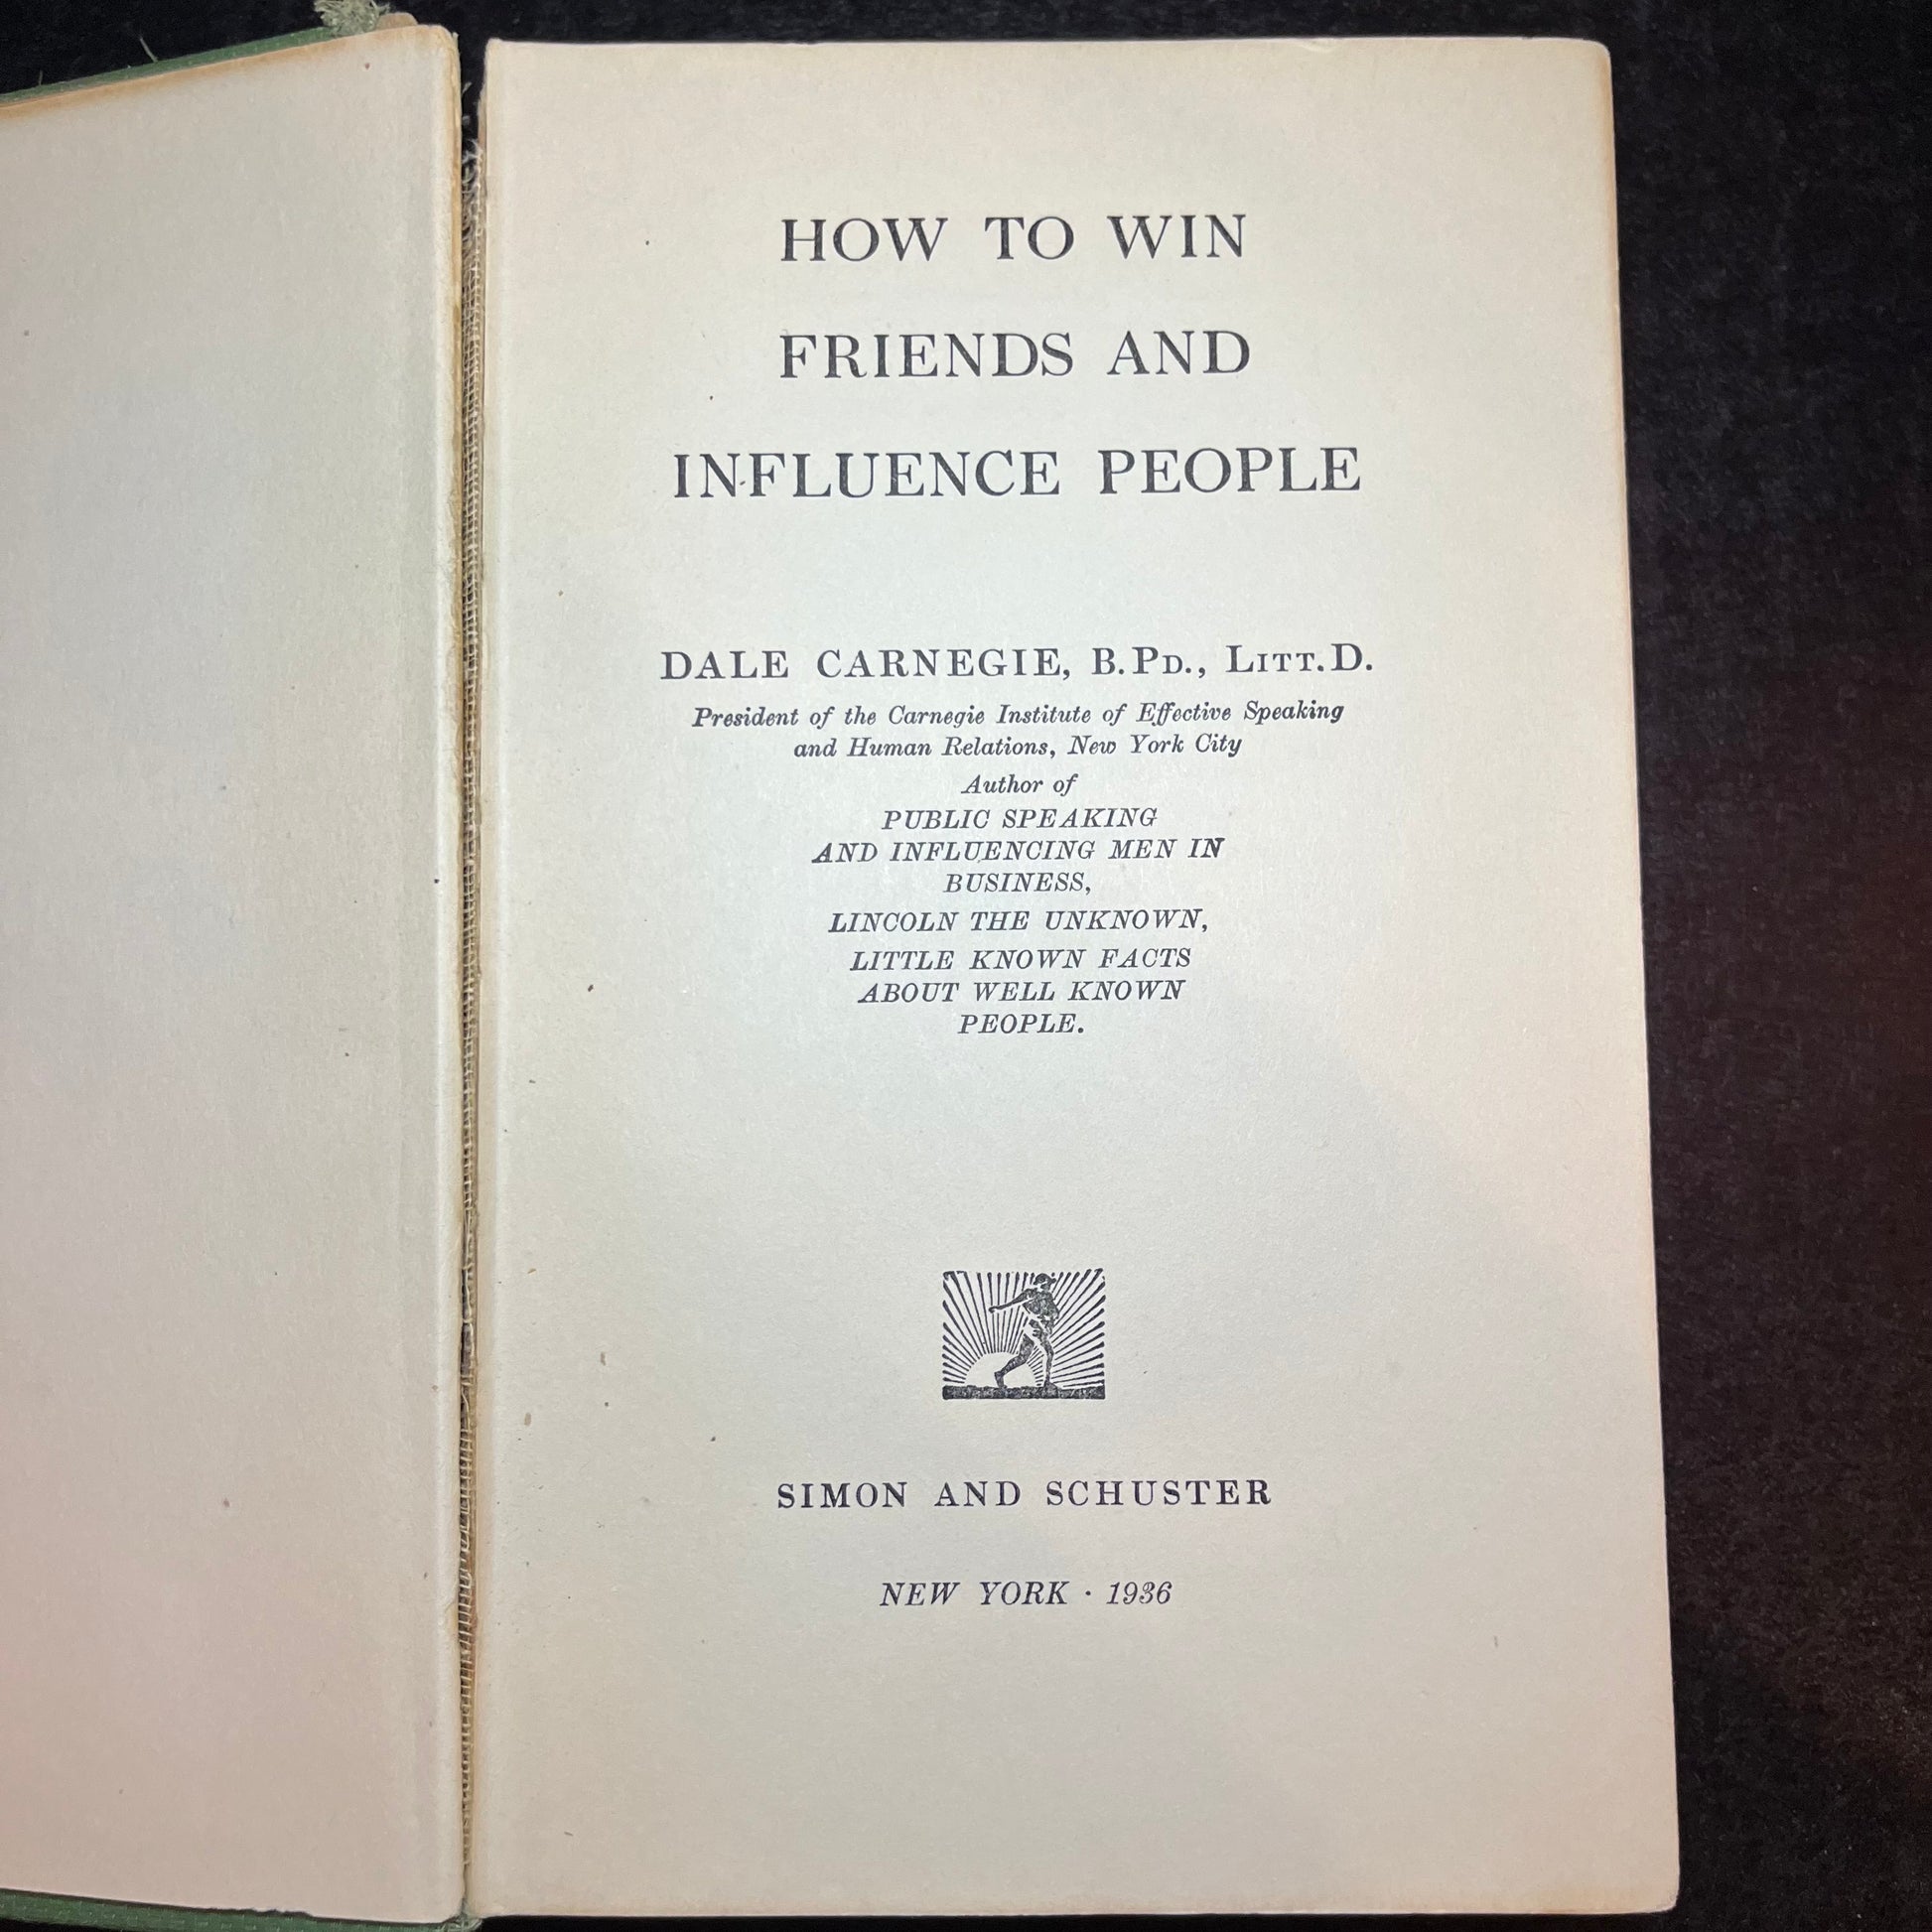 HOW TO WIN
FRIENDS AND
INFLUENCE PEOPLE
DALE CARNEGIE, B.PD., LITT.D.
President of the Carnegie Institute of Effective Speaking
and Human Relations, New York City
Author of
PUBLIC SPEAKING
AND INFLUENCING MEN IN
BUSINESS,
LINCOLN THE UNKNOWN,
LITTLE KNOWN FACTS
ABOUT WELL KNOWN
PEOPLE.
SIMON AND SCHUSTER
NEW YORK · 1936